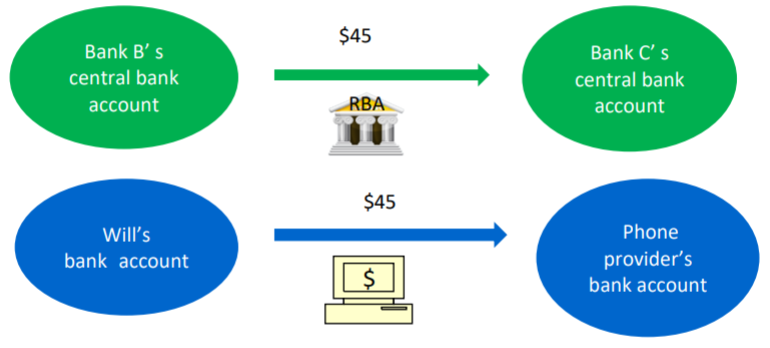 $45
Bank B’ s
central bank
account
RBA
Bank C’ s
central bank
account
$45
Will’s
bank account
$
Phone
provider’s
bank account